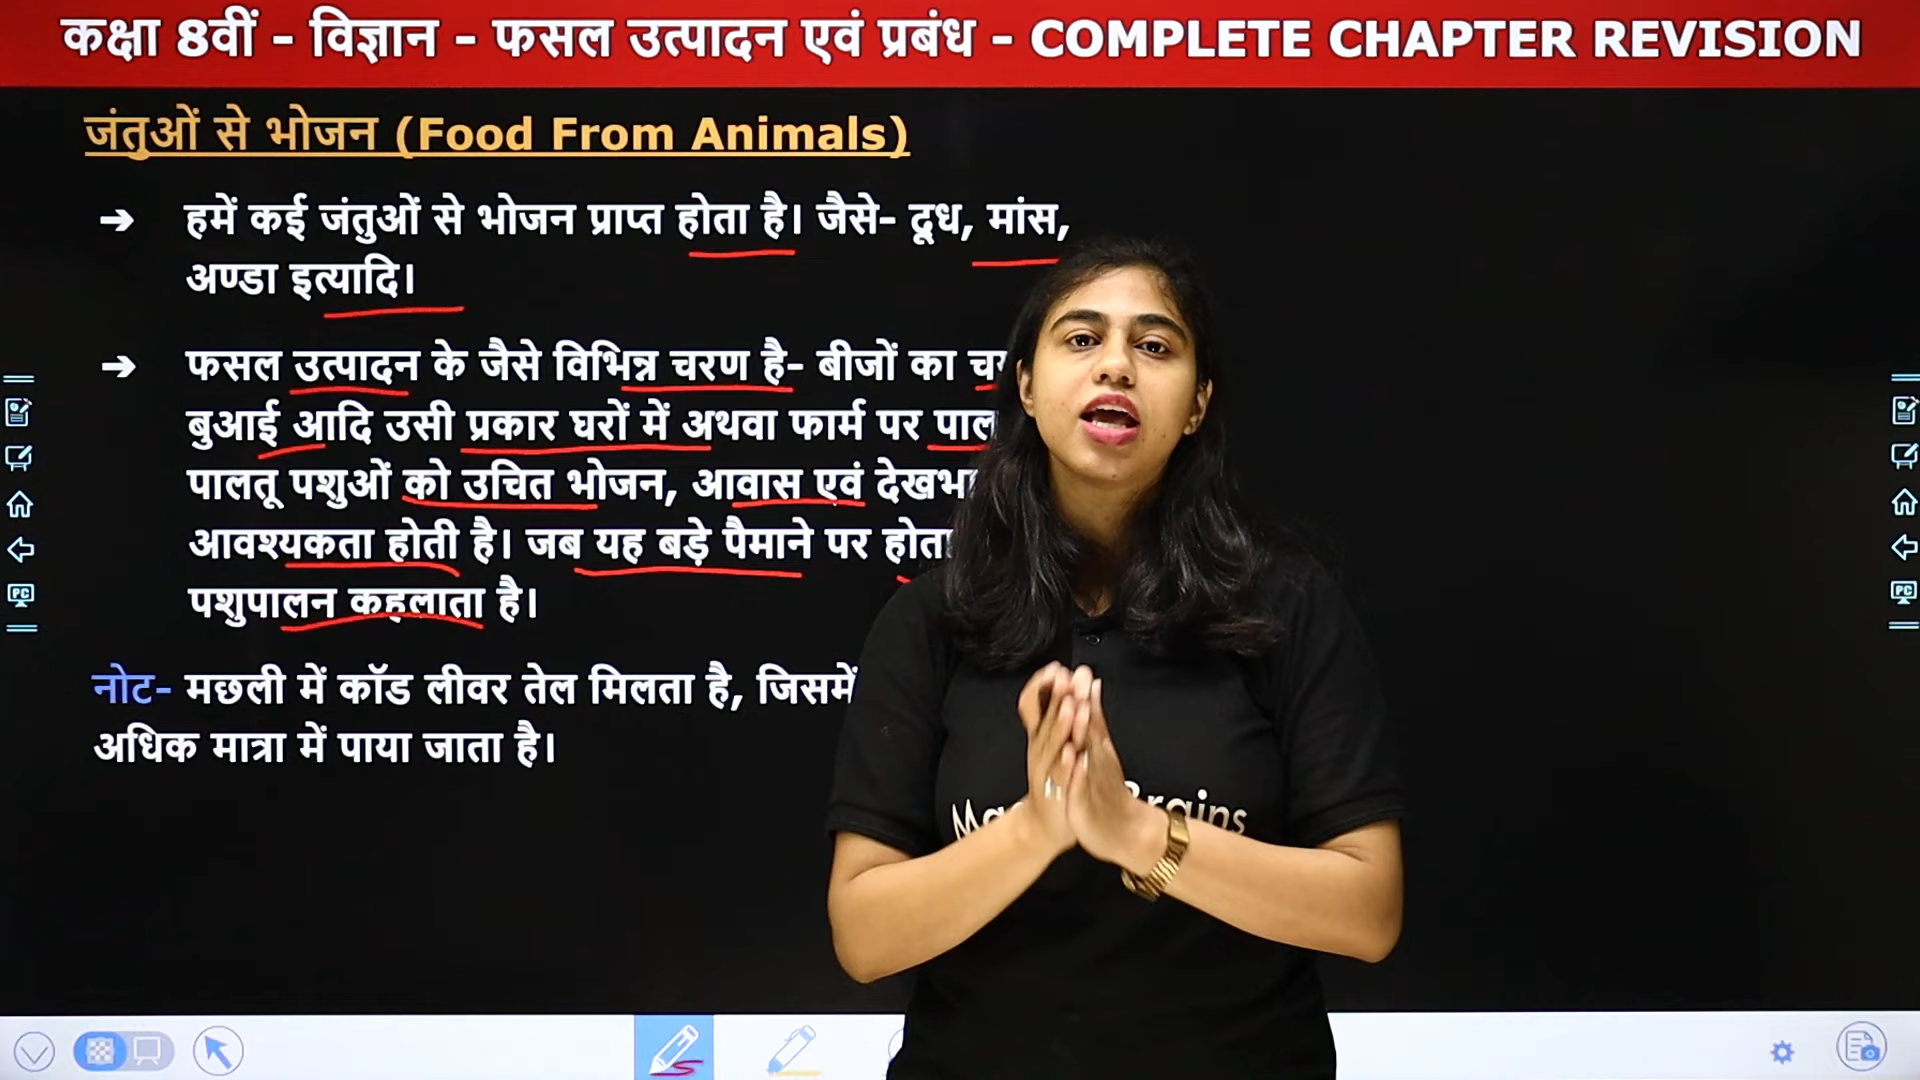 कक्षा 8वीं - विज्ञान - फसल उत्पादन एवं प्रबंध - COMPLETE CHAPTER REVISION
जंतुओं से भोजन (Food From Animals)
➔ हमें कई जंतुओं से भोजन प्राप्त होता है। जैसे- दूध, मांस,
अण्डा इत्यादि।
➔ फसल उत्पादन के जैसे विभिन्न चरण है- बीजों का
बुआई आदि उसी प्रकार घरों में अथवा फार्म पर
पालतू पशुओं को उचित भोजन, आवास एवं
आवश्यकता होती है। जब यह बड़े पैमाने पर
पशुपालन कहलाता है।
नोट- मछली में कॉड लीवर तेल मिलता है, जिसमें
अधिक मात्रा में पाया जाता है।
PC
PC